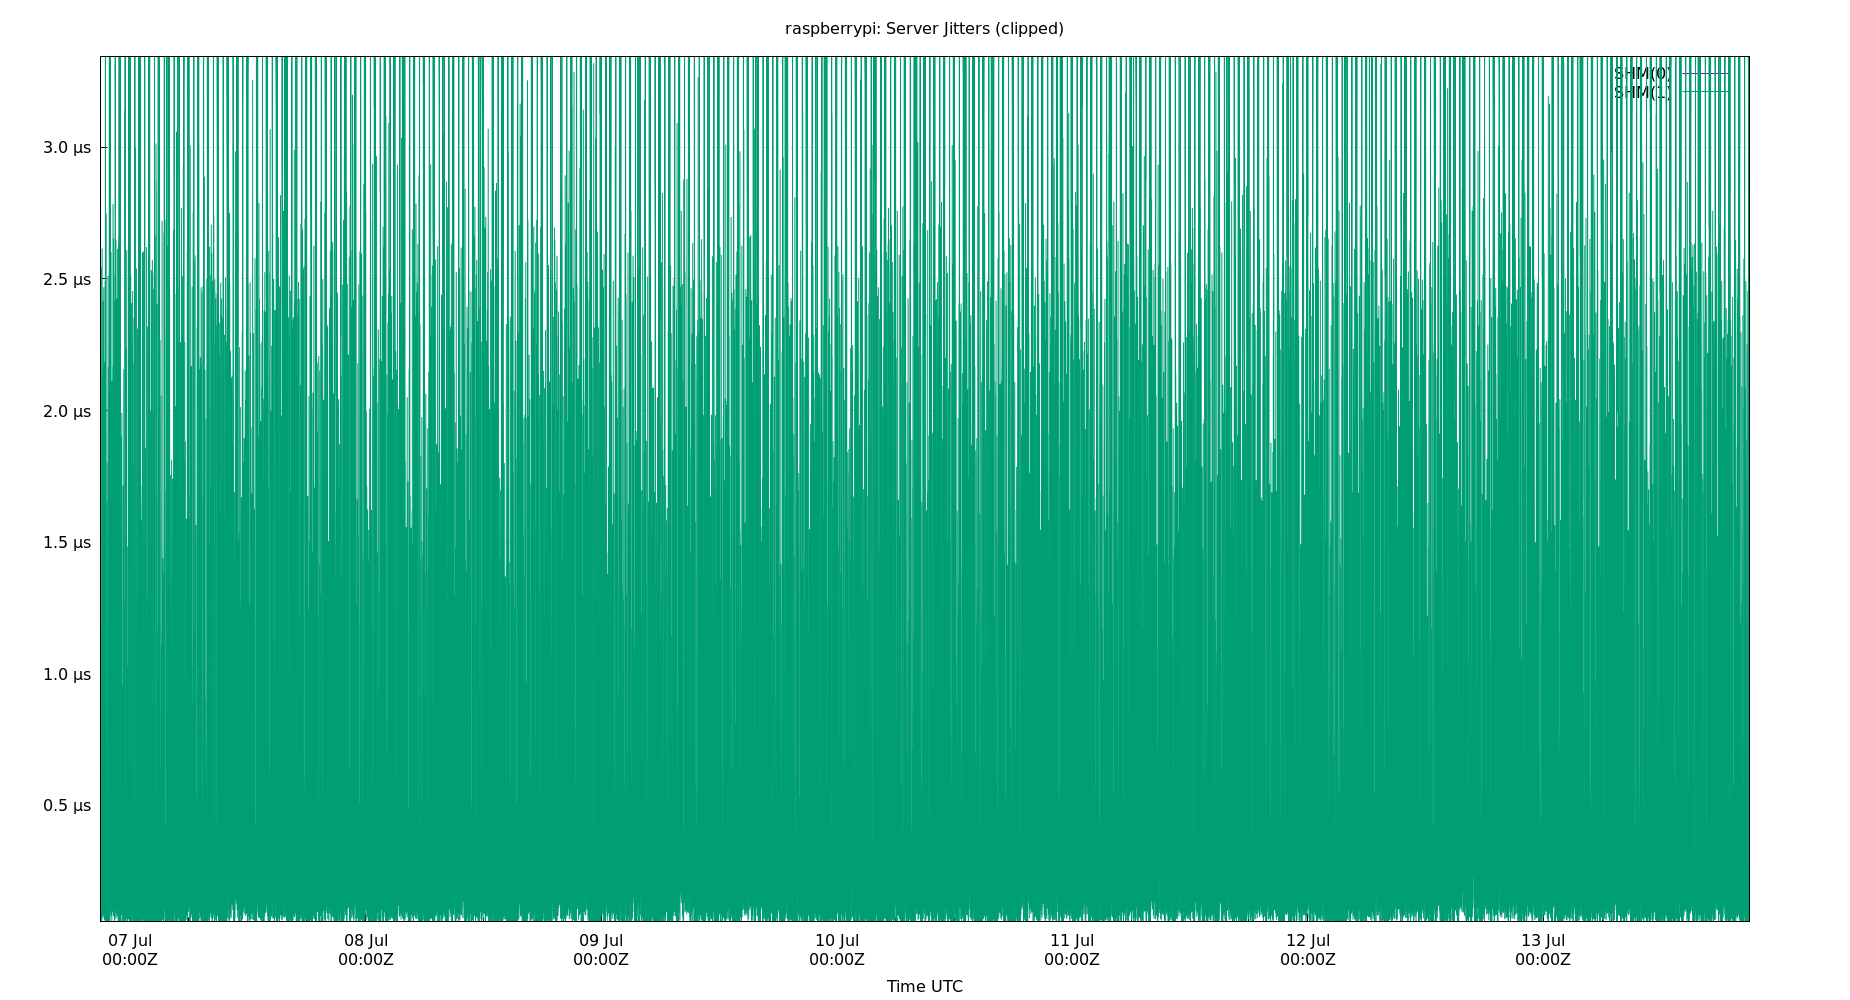 raspberrypi: Server Jitters (clipped)
SHM(0)
SHM(1)
3.0 µs
2.5 µs
2.0 µs
1.5 µs
1.0 µs
0.5 µs
07 Jul 08 Jul 09 Jul 10 Jul 11 Jul 12 Jul 13 Jul
00:00Z 00:00Z 00:00Z 00:00Z 00:00Z 00:00Z 00:00Z
Time UTC